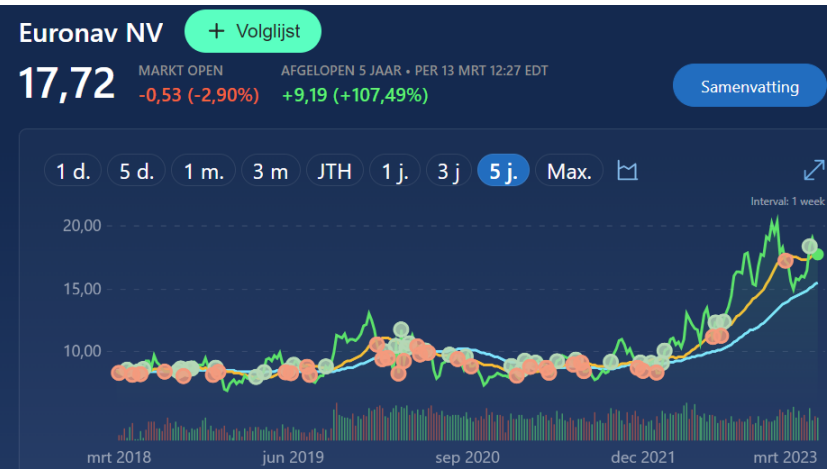 Euronav NV
+ Volglijst
17,72
MARKT OPEN
-0,53 (-2,90%)
AFGELOPEN 5 JAAR • PER 13 MRT 12:27 EDT
+9,19 (+107,49%)
Samenvatting
1 d. 5 d. 1 m. 3 m JTH 1 j. 3 j 5 j. Max.
Interval: 1 week
20,00
15,00
10,00
mrt 2018 jun 2019 sep 2020 dec 2021 mrt 2023